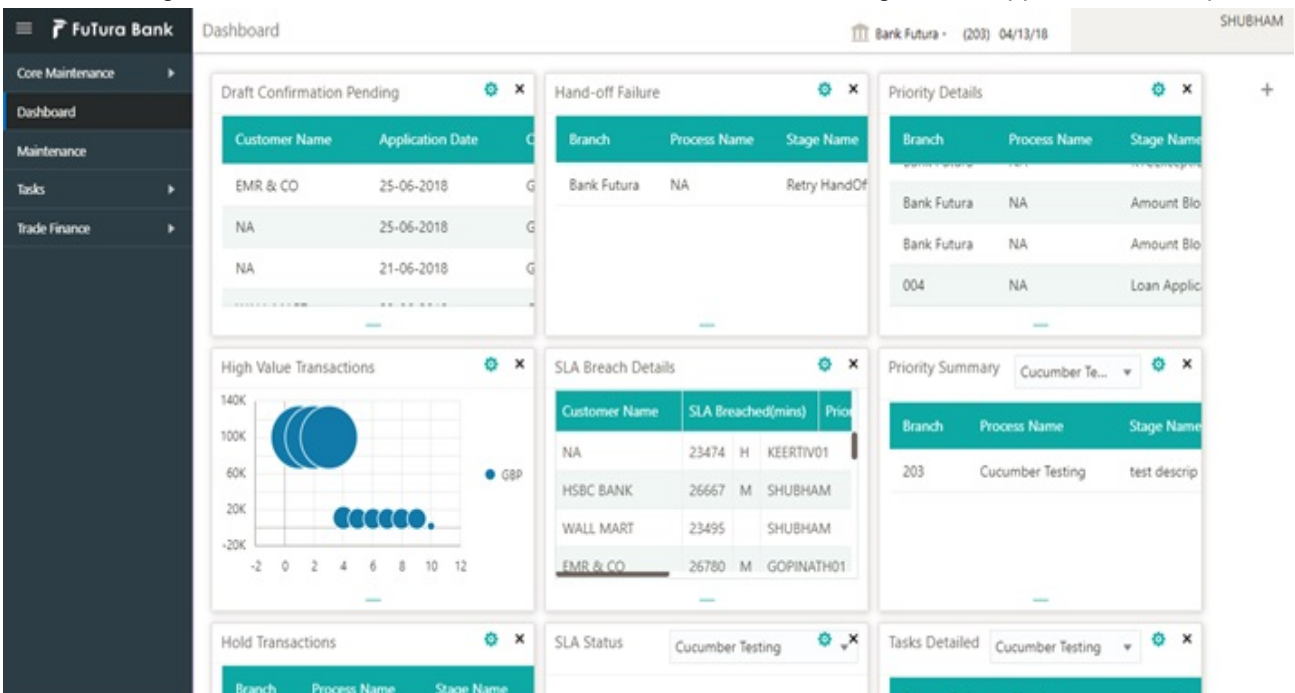 FuTura Bank
Dashboard
Bank Futura - (203) 04/13/18
SHUBHAM
Core Maintenance
Dashboard
Maintenance
Tasks
Trade Finance
Draft Confirmation Pending
Customer Name Application Date
EMR & CO 25-06-2018 G
NA 25-06-2018 G
NA 21-06-2018 G
Hand-off Failure
Branch Process Name Stage Name
Bank Futura NA Retry HandOf
Priority Details
Branch Process Name Stage Name
Bank Futura NA Amount Blo
Bank Futura NA Amount Blo
004 NA Loan Applic
High Value Transactions
140K
100K
60K
20K
-20K
-2 0 2 4 6 8 10 12
GBP
SLA Breach Details
Customer Name SLA Breached(mins) Prior
NA 23474 H KEERTIV01
HSBC BANK 26667 M SHUBHAM
WALL MART 23495 SHUBHAM
EMR & CO 26780 M GOPINATH01
Priority Summary Cucumber Te...
Branch Process Name Stage Name
203 Cucumber Testing test descrip
Hold Transactions
Branch Process Name Stage Name
SLA Status Cucumber Testing
Tasks Detailed Cucumber Testing